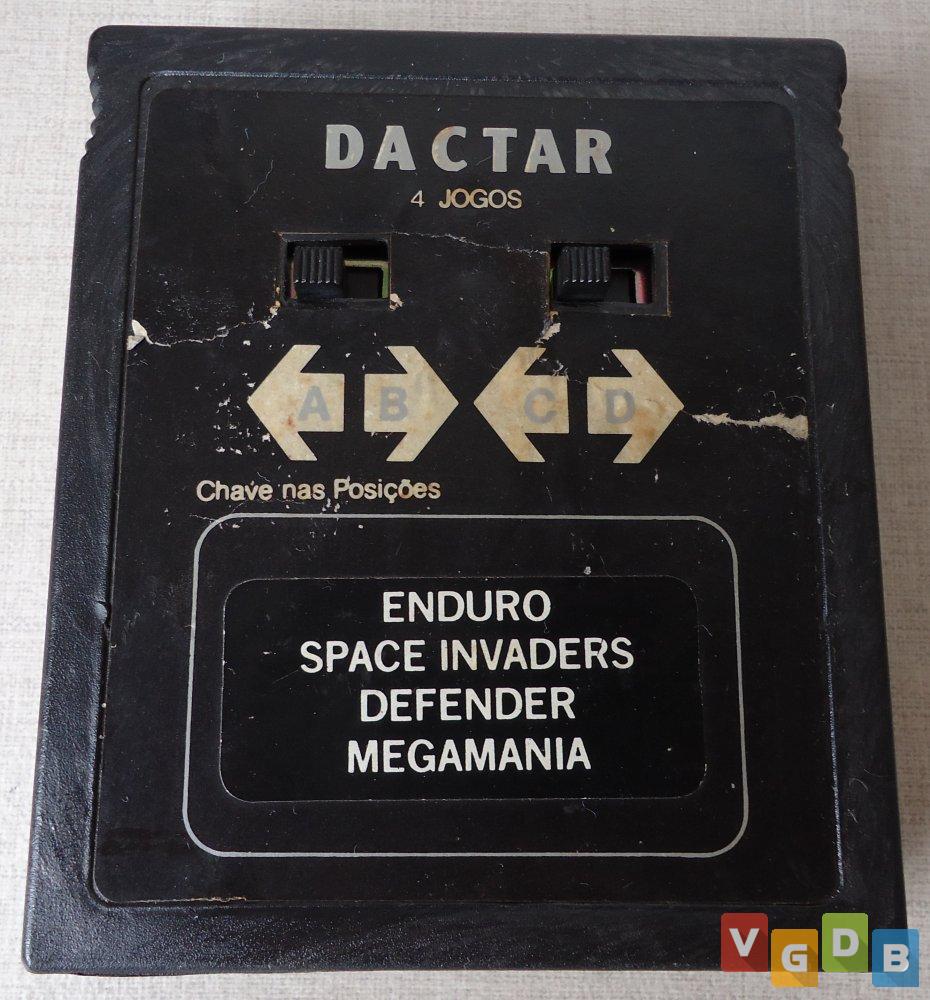 DACTAR
4 JOGOS
A B C D
Chave nas Posições
ENDURO
SPACE INVADERS
DEFENDER
MEGAMANIA
VGDB